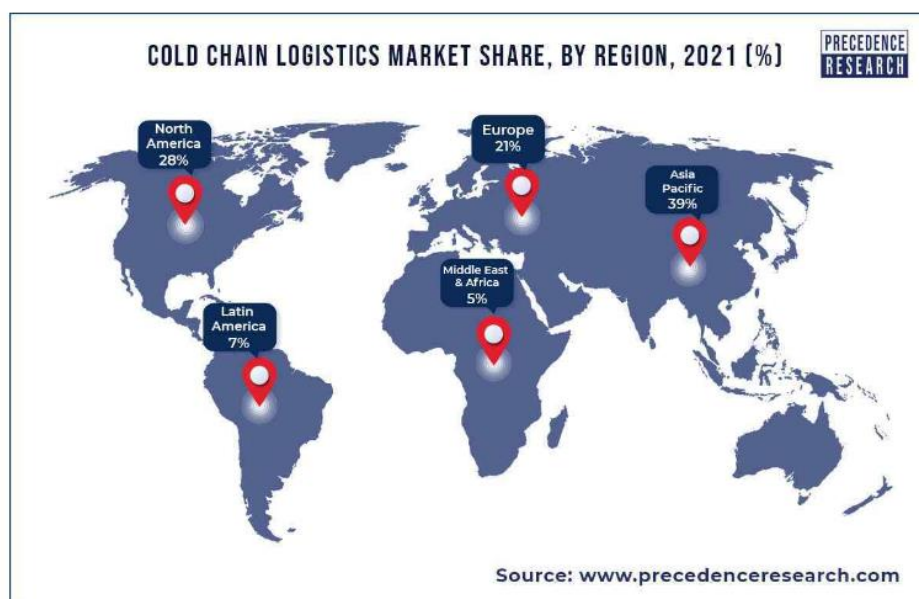 COLD CHAIN LOGISTICS MARKET SHARE, BY REGION, 2021 (%)
PRECEDENCE
RESEARCH
North
America
28%
Europe
21%
Asia
Pacific
39%
Middle East
& Africa
5%
Latin
America
7%
Source: www.precedenceresearch.com